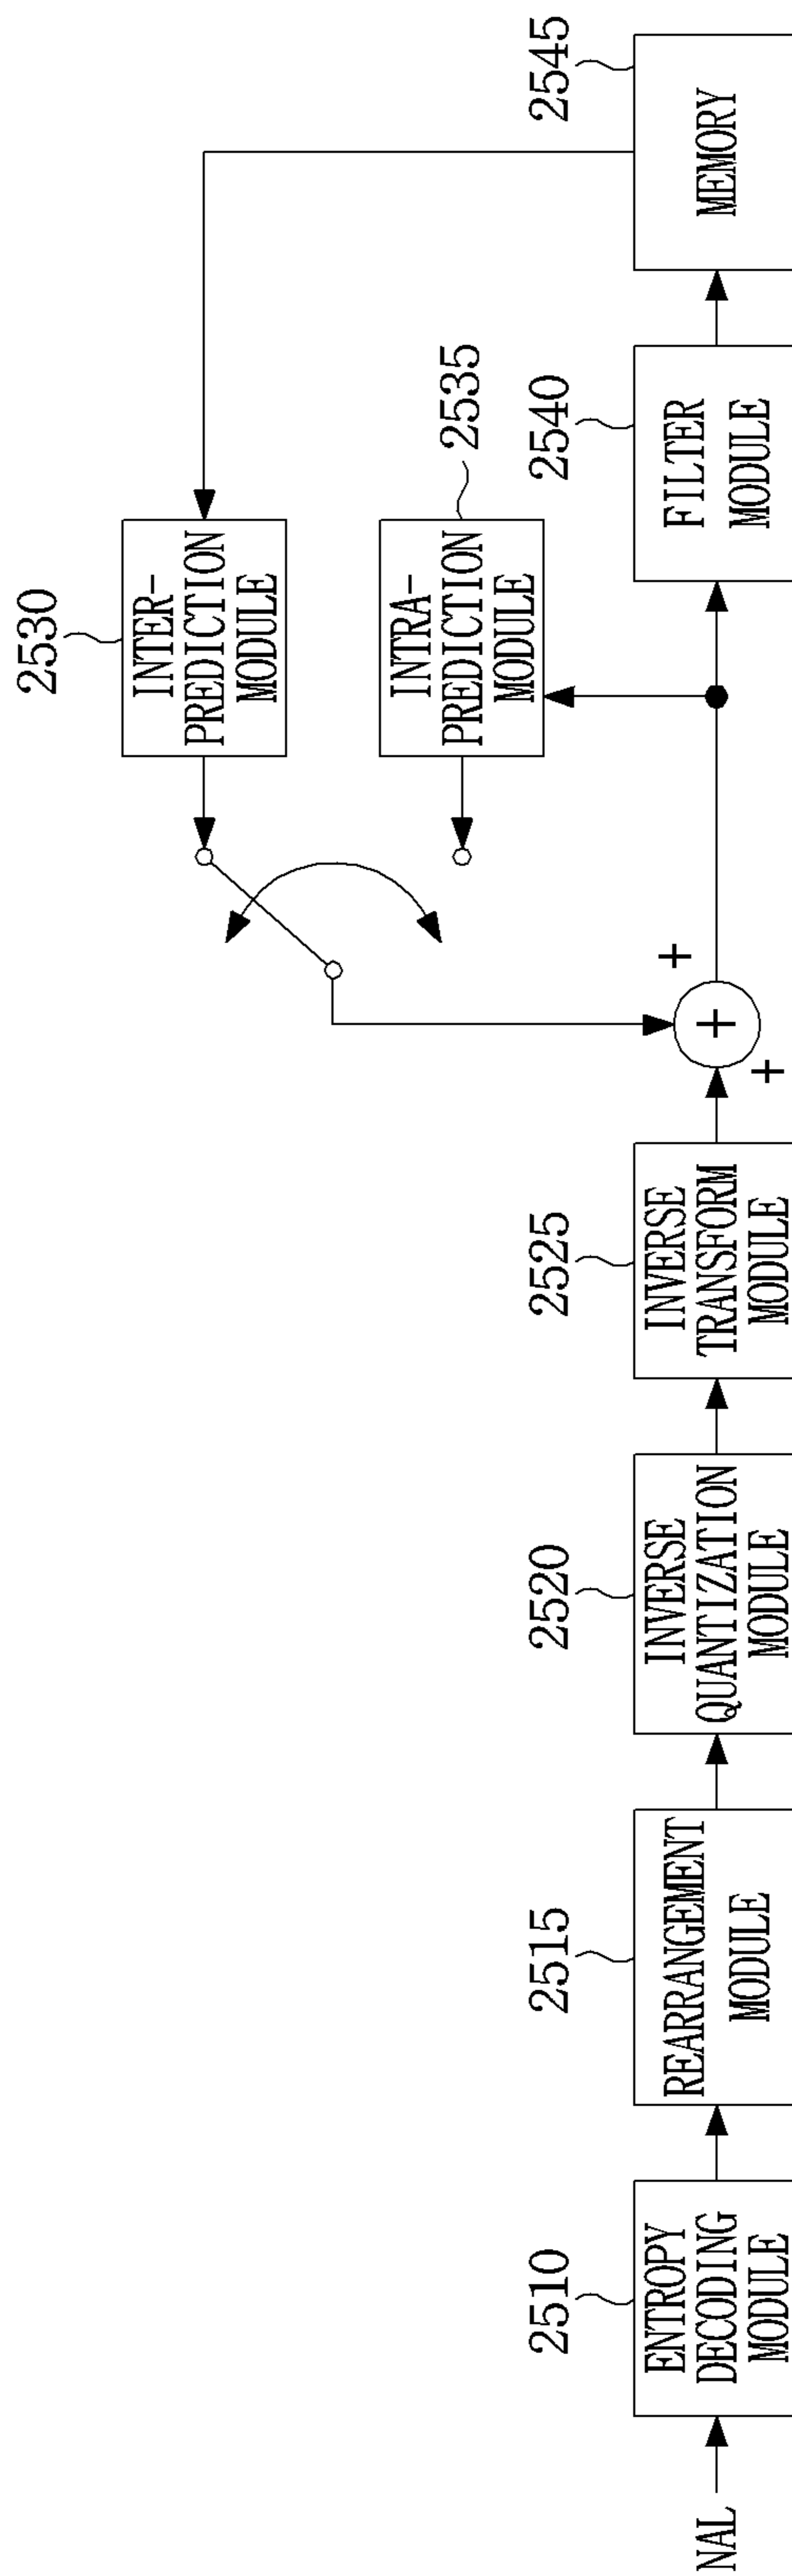 2530
INTER-
PREDICTION
MODULE
2535
INTRA-
PREDICTION
MODULE
+
+
+
NAL
2510
ENTROPY
DECODING
MODULE
2515
REARRANGEMENT
MODULE
2520
INVERSE
QUANTIZATION
MODULE
2525
INVERSE
TRANSFORM
MODULE
2540
FILTER
MODULE
2545
MEMORY